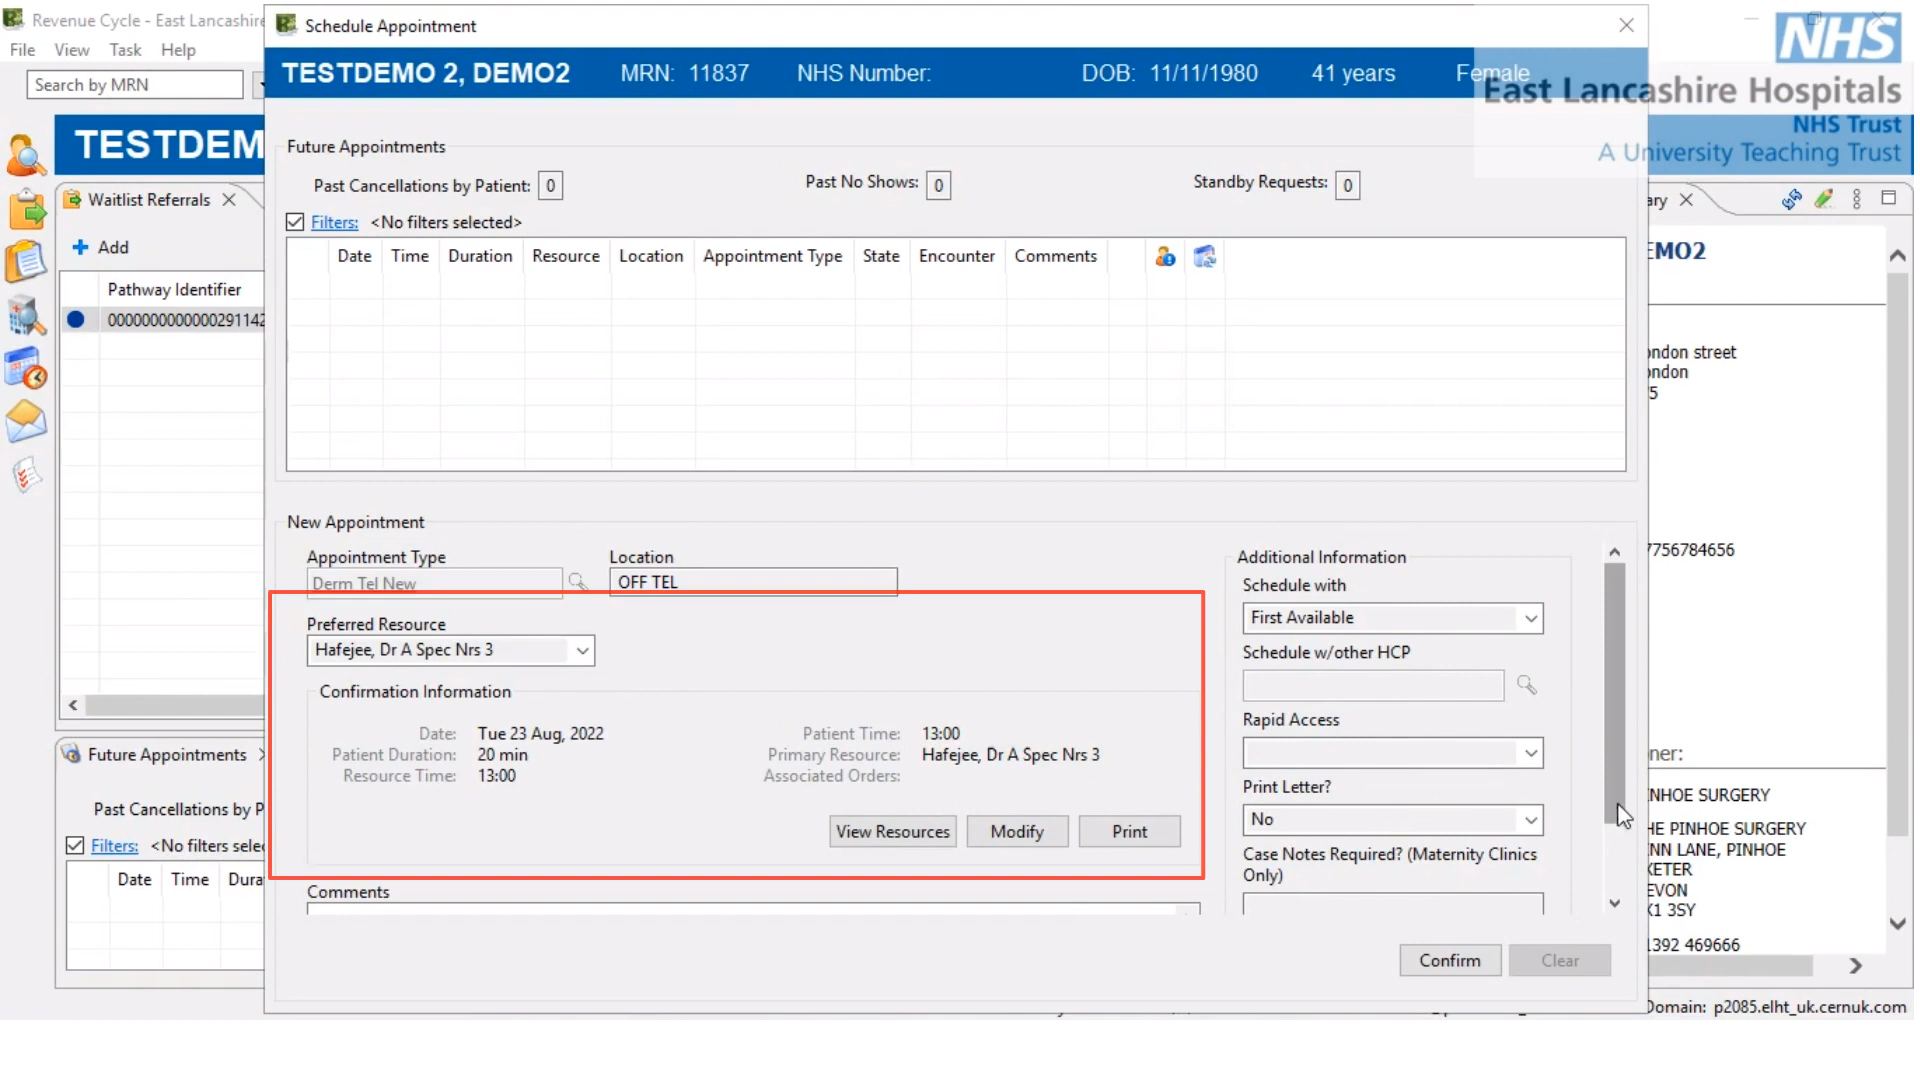 Revenue Cycle - East Lancashire
File View Task Help
Search by MRN
TESTDEM
Waitlist Referrals
Add
Pathway Identifier
000000000000029114
Future Appointments
Past Cancellations by P
Filters: <No filters selec
Date Time Dura
Schedule Appointment
TESTDEMO 2, DEMO2 MRN: 11837 NHS Number: DOB: 11/11/1980 41 years Female
Future Appointments
Past Cancellations by Patient: 0 Past No Shows: 0 Standby Requests: 0
Filters: <No filters selected>
Date Time Duration Resource Location Appointment Type State Encounter Comments
New Appointment
Appointment Type Location
Derm Tel New OFF TEL
Preferred Resource
Hafejee, Dr A Spec Nrs 3
Confirmation Information
Date: Tue 23 Aug, 2022 Patient Time: 13:00
Patient Duration: 20 min Primary Resource: Hafejee, Dr A Spec Nrs 3
Resource Time: 13:00 Associated Orders:
View Resources Modify Print
Comments
Additional Information
Schedule with
First Available
Schedule w/other HCP
Rapid Access
Print Letter?
No
Case Notes Required? (Maternity Clinics
Only)
Confirm Clear
NHS
East Lancashire Hospitals
NHS Trust
A University Teaching Trust
ary
EMO2
ndon street
ondon
5
7756784656
ner:
NHOE SURGERY
HE PINHOE SURGERY
NN LANE, PINHOE
XETER
EVON
X1 3SY
1392 469666
Domain: p2085.elht_uk.cernuk.com